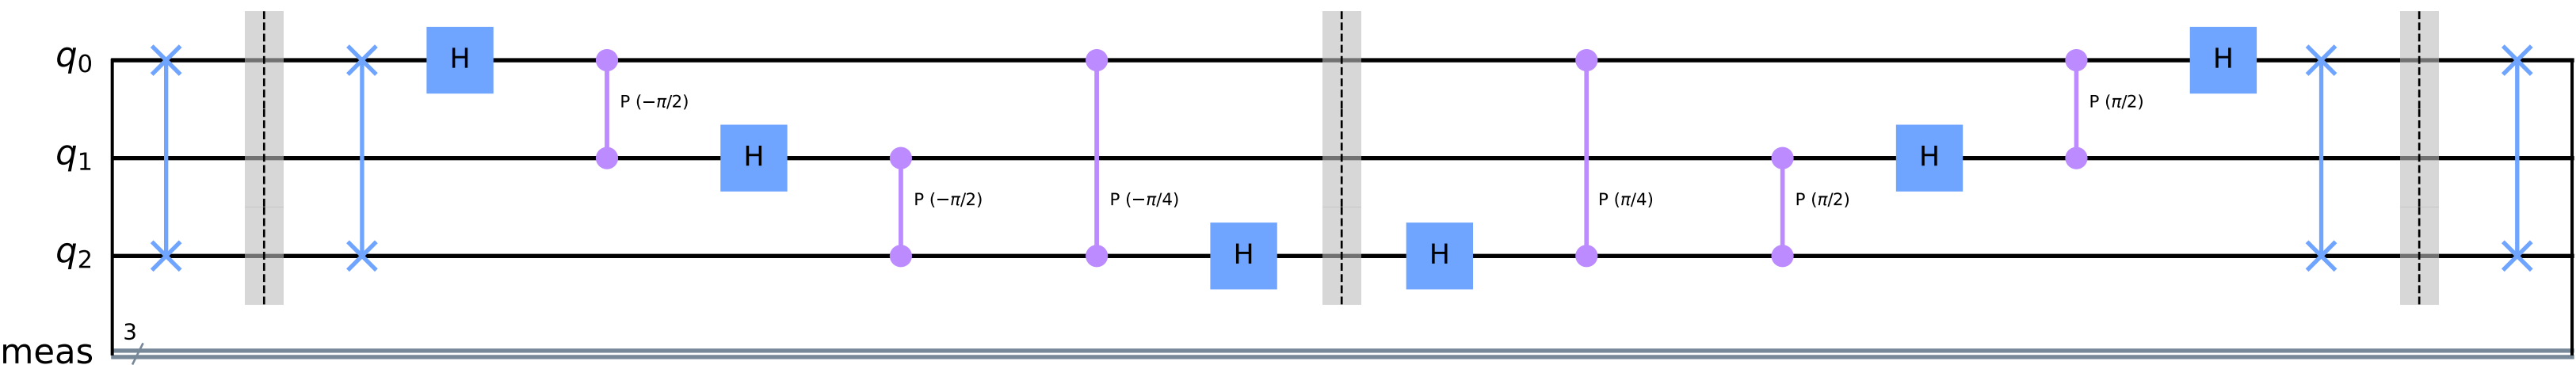 q0 H H
P (−π/2) P (π/2)
q1 H H
P (−π/2) P (−π/4) P (π/4) P (π/2)
q2 H H
3
meas